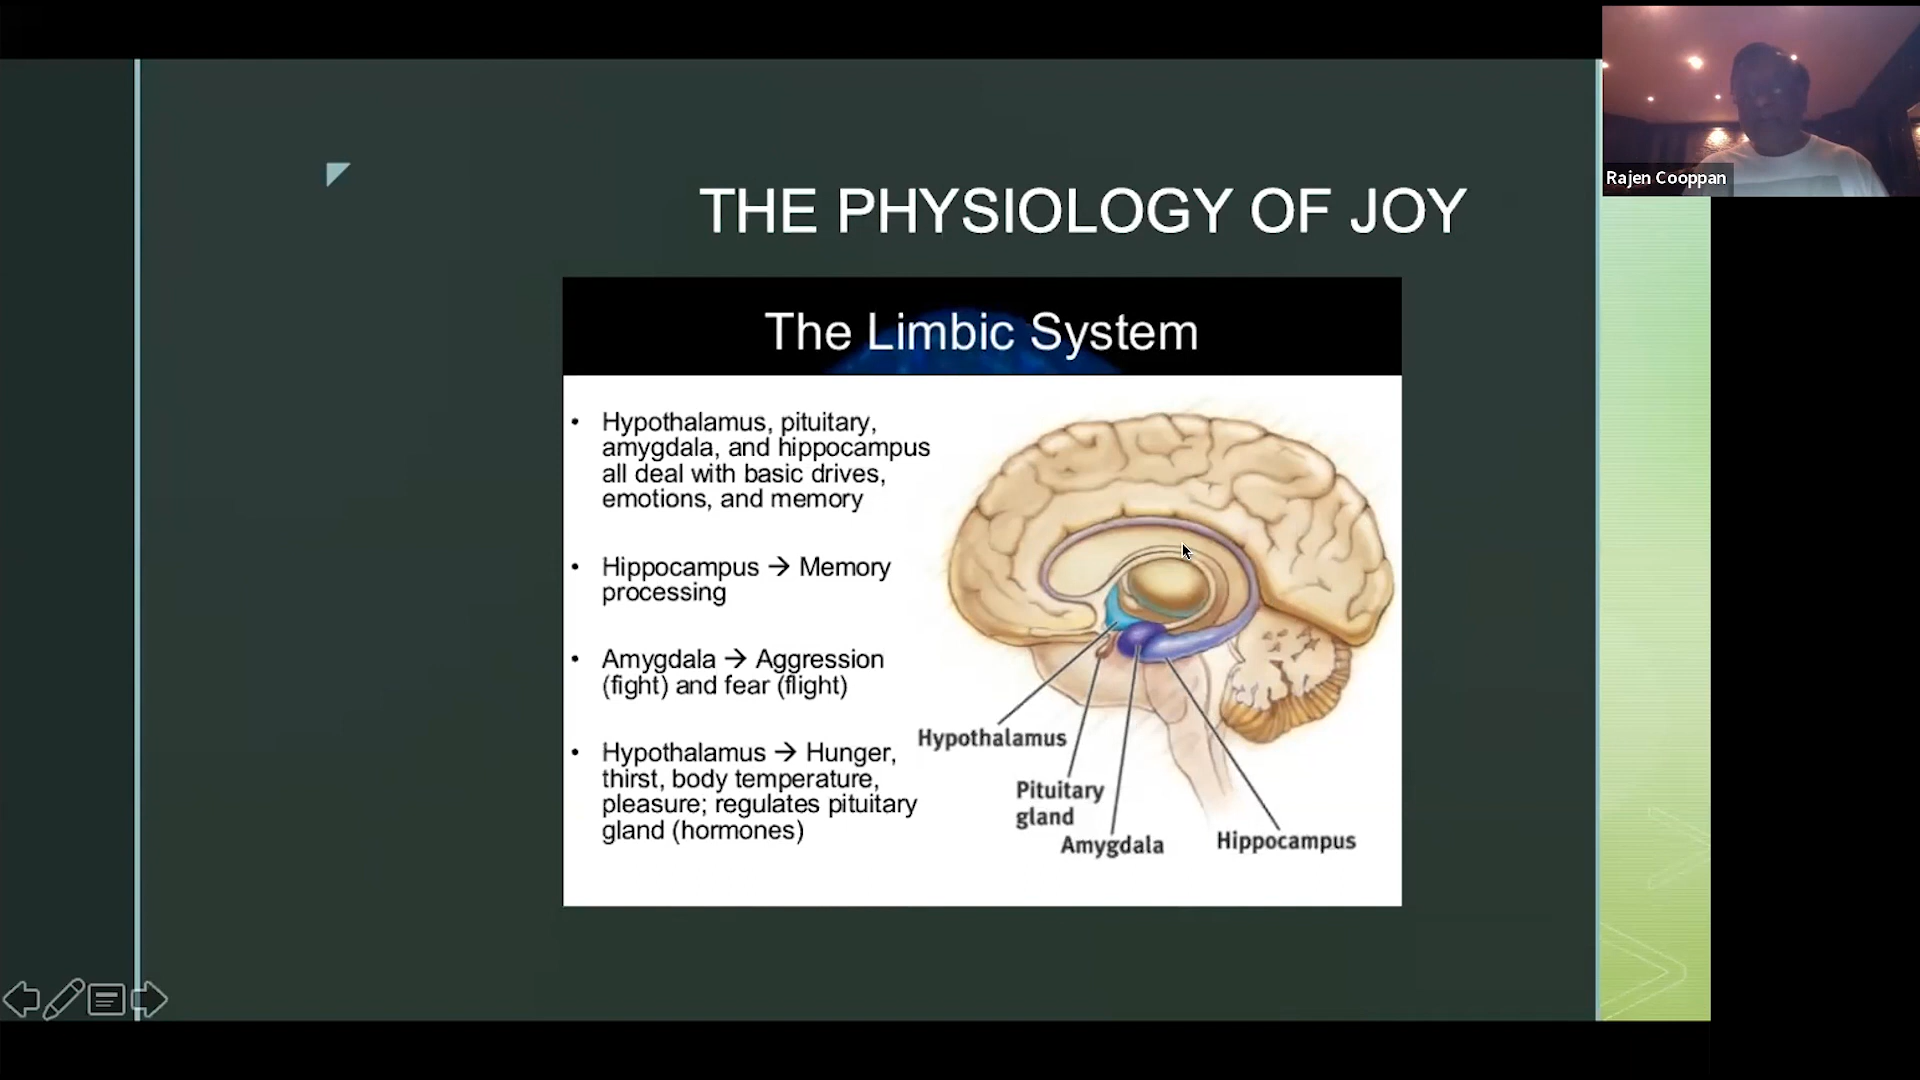 Rajen Cooppan
THE PHYSIOLOGY OF JOY
The Limbic System
• Hypothalamus, pituitary,
amygdala, and hippocampus
all deal with basic drives,
emotions, and memory
• Hippocampus → Memory
processing
• Amygdala → Aggression
(fight) and fear (flight)
• Hypothalamus → Hunger,
thirst, body temperature,
pleasure; regulates pituitary
gland (hormones)
Hypothalamus
Pituitary
gland
Amygdala
Hippocampus